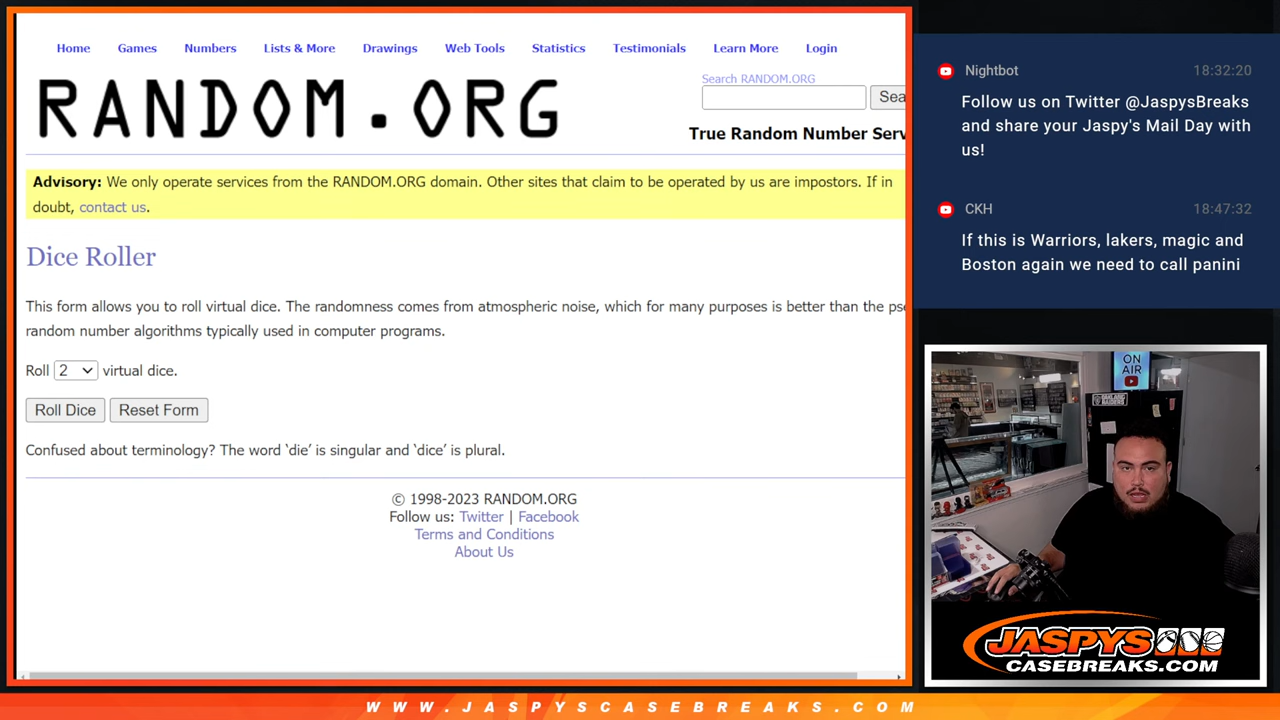 Home Games Numbers Lists & More Drawings Web Tools Statistics Testimonials Learn More Login
RANDOM.ORG
Search RANDOM.ORG
Sea
True Random Number Serv
Advisory: We only operate services from the RANDOM.ORG domain. Other sites that claim to be operated by us are impostors. If in
doubt, contact us.
Dice Roller
This form allows you to roll virtual dice. The randomness comes from atmospheric noise, which for many purposes is better than the pse
random number algorithms typically used in computer programs.
Roll 2 virtual dice.
Roll Dice Reset Form
Confused about terminology? The word ‘die’ is singular and ‘dice’ is plural.
© 1998-2023 RANDOM.ORG
Follow us: Twitter | Facebook
Terms and Conditions
About Us
Nightbot 18:32:20
Follow us on Twitter @JaspysBreaks
and share your Jaspy's Mail Day with
us!
CKH 18:47:32
If this is Warriors, lakers, magic and
Boston again we need to call panini
ON
AIR
JASPYS
CASEBREAKS.COM
WWW.JASPYSCASEBREAKS.COM